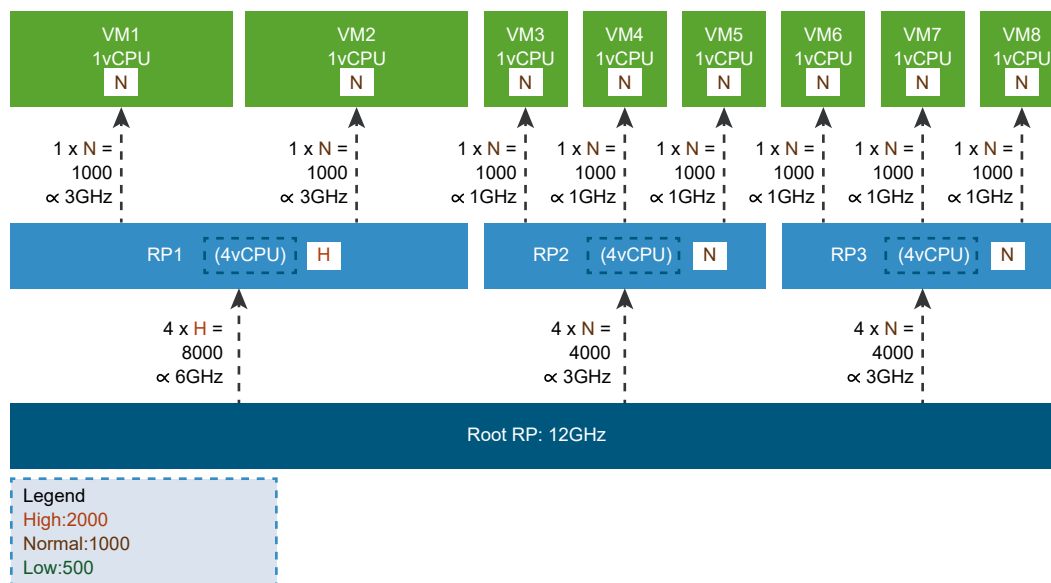 VM1
1vCPU
N
VM2
1vCPU
N
VM3
1vCPU
N
VM4
1vCPU
N
VM5
1vCPU
N
VM6
1vCPU
N
VM7
1vCPU
N
VM8
1vCPU
N
1 x N =
1000
∝ 3GHz
1 x N =
1000
∝ 3GHz
1 x N =
1000
∝ 1GHz
1 x N =
1000
∝ 1GHz
1 x N =
1000
∝ 1GHz
1 x N =
1000
∝ 1GHz
1 x N =
1000
∝ 1GHz
1 x N =
1000
∝ 1GHz
RP1 (4vCPU) H
RP2 (4vCPU) N
RP3 (4vCPU) N
4 x H =
8000
∝ 6GHz
4 x N =
4000
∝ 3GHz
4 x N =
4000
∝ 3GHz
Root RP: 12GHz
Legend
High:2000
Normal:1000
Low:500